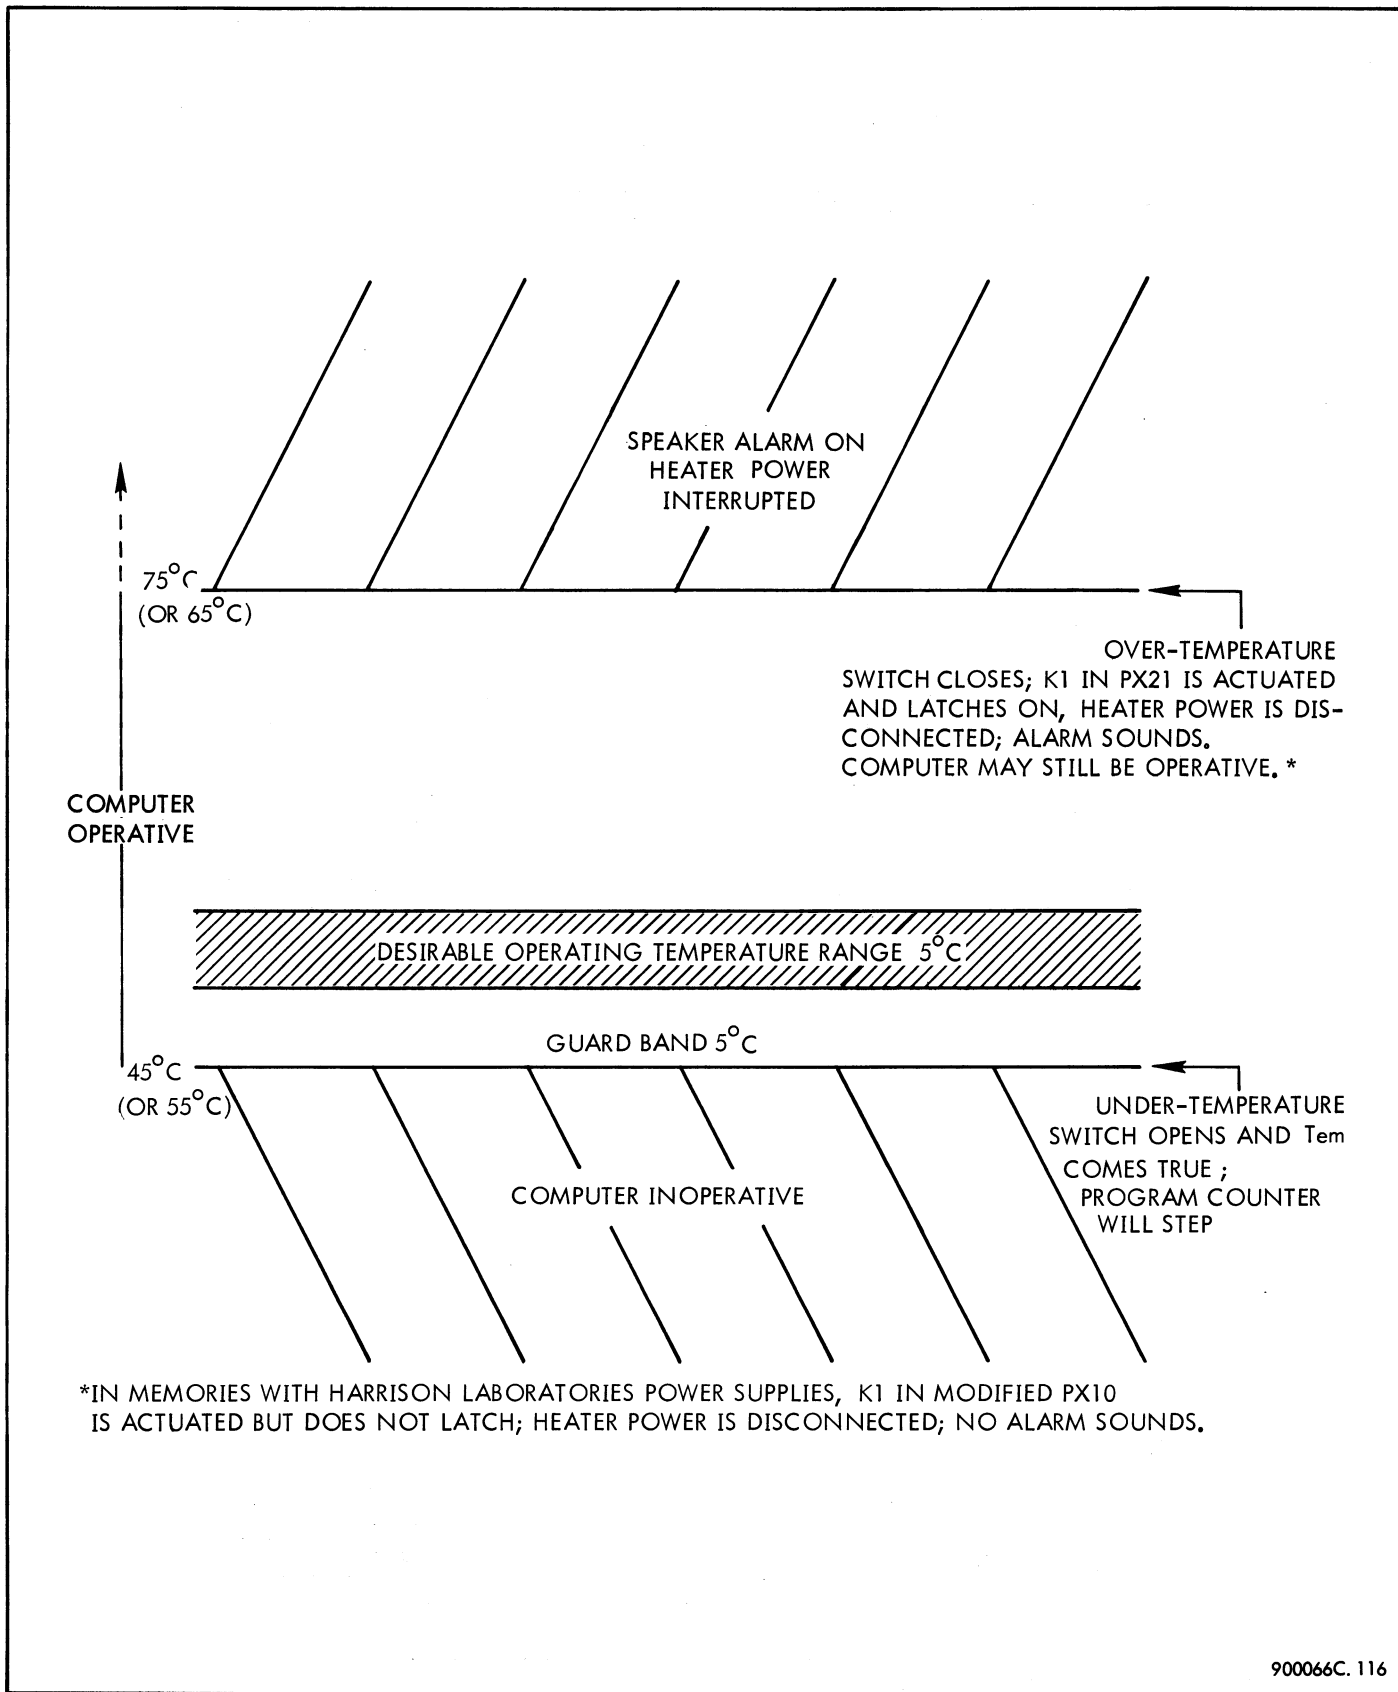 SPEAKER ALARM ON
HEATER POWER
INTERRUPTED
75°C
(OR 65°C)
OVER-TEMPERATURE
SWITCH CLOSES; K1 IN PX21 IS ACTUATED
AND LATCHES ON, HEATER POWER IS DIS-
CONNECTED; ALARM SOUNDS.
COMPUTER MAY STILL BE OPERATIVE. *
COMPUTER
OPERATIVE
DESIRABLE OPERATING TEMPERATURE RANGE 5°C
GUARD BAND 5°C
45°C
(OR 55°C)
UNDER-TEMPERATURE
SWITCH OPENS AND Tem
COMES TRUE ;
PROGRAM COUNTER
WILL STEP
COMPUTER INOPERATIVE
*IN MEMORIES WITH HARRISON LABORATORIES POWER SUPPLIES, K1 IN MODIFIED PX10
IS ACTUATED BUT DOES NOT LATCH; HEATER POWER IS DISCONNECTED; NO ALARM SOUNDS.
900066C. 116